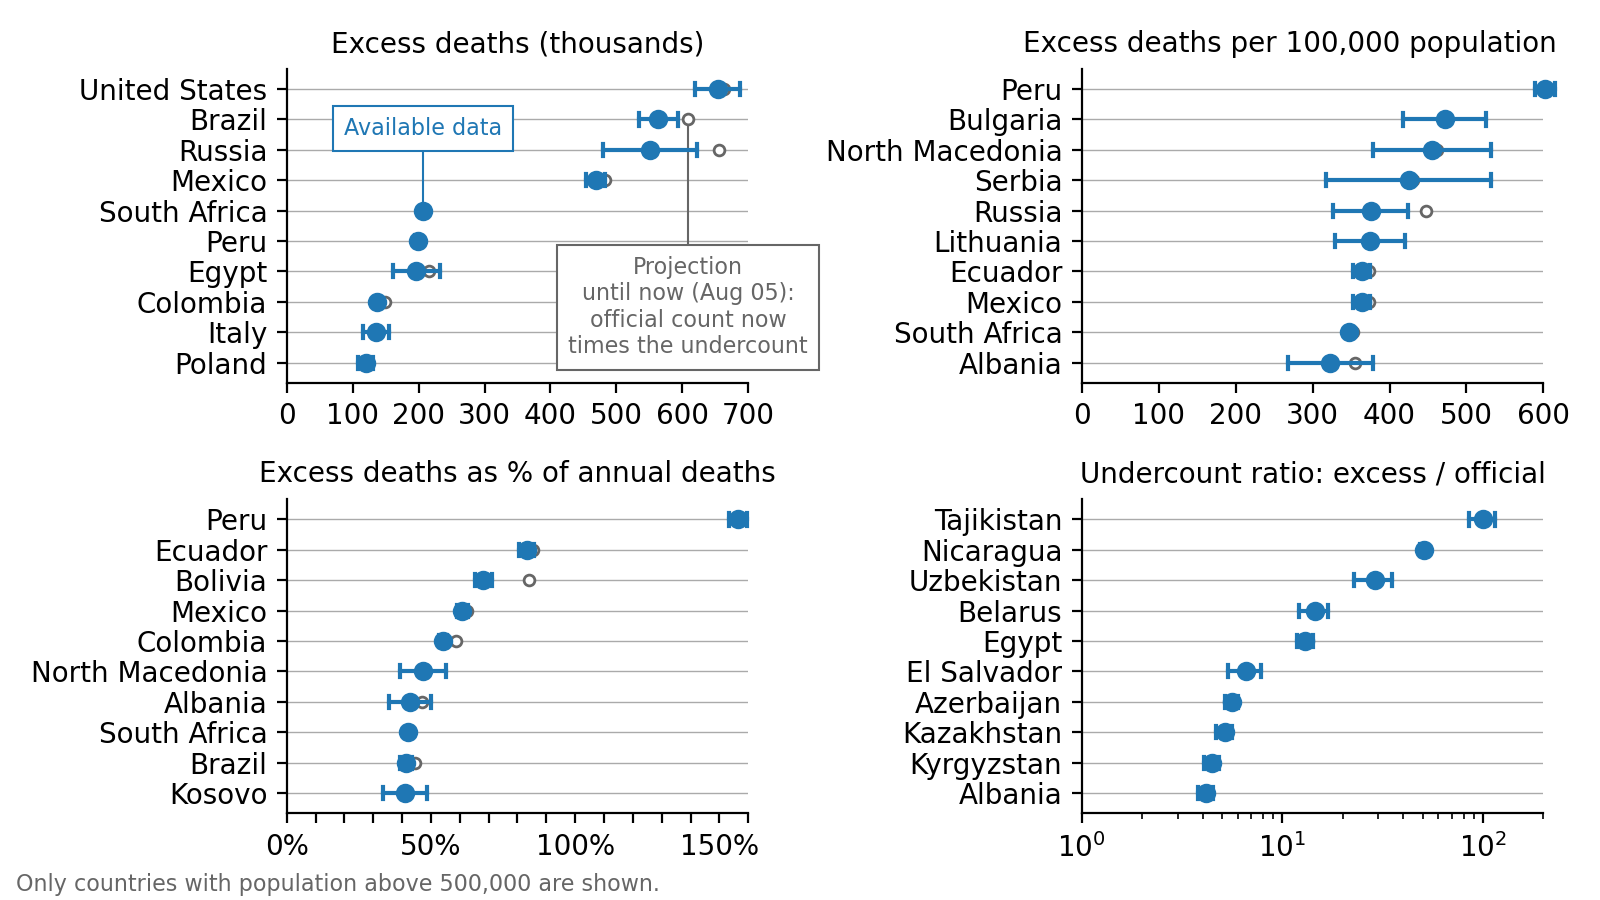 Excess deaths (thousands)
United States
Brazil
Russia
Mexico
South Africa
Peru
Egypt
Colombia
Italy
Poland
Available data
Projection
until now (Aug 05):
official count now
times the undercount
0 100 200 300 400 500 600 700
Excess deaths per 100,000 population
Peru
Bulgaria
North Macedonia
Serbia
Russia
Lithuania
Ecuador
Mexico
South Africa
Albania
0 100 200 300 400 500 600
Excess deaths as % of annual deaths
Peru
Ecuador
Bolivia
Mexico
Colombia
North Macedonia
Albania
South Africa
Brazil
Kosovo
0% 50% 100% 150%
Undercount ratio: excess / official
Tajikistan
Nicaragua
Uzbekistan
Belarus
Egypt
El Salvador
Azerbaijan
Kazakhstan
Kyrgyzstan
Albania
10⁰ 10¹ 10²
Only countries with population above 500,000 are shown.